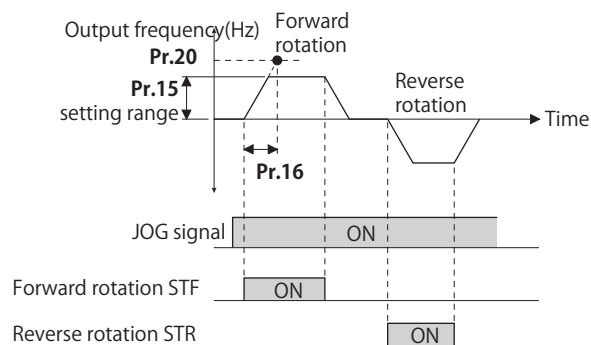 Output frequency(Hz)
Forward
rotation
Pr.20
Pr.15
setting range
Reverse
rotation
Time
Pr.16
JOG signal
ON
Forward rotation STF
ON
Reverse rotation STR
ON